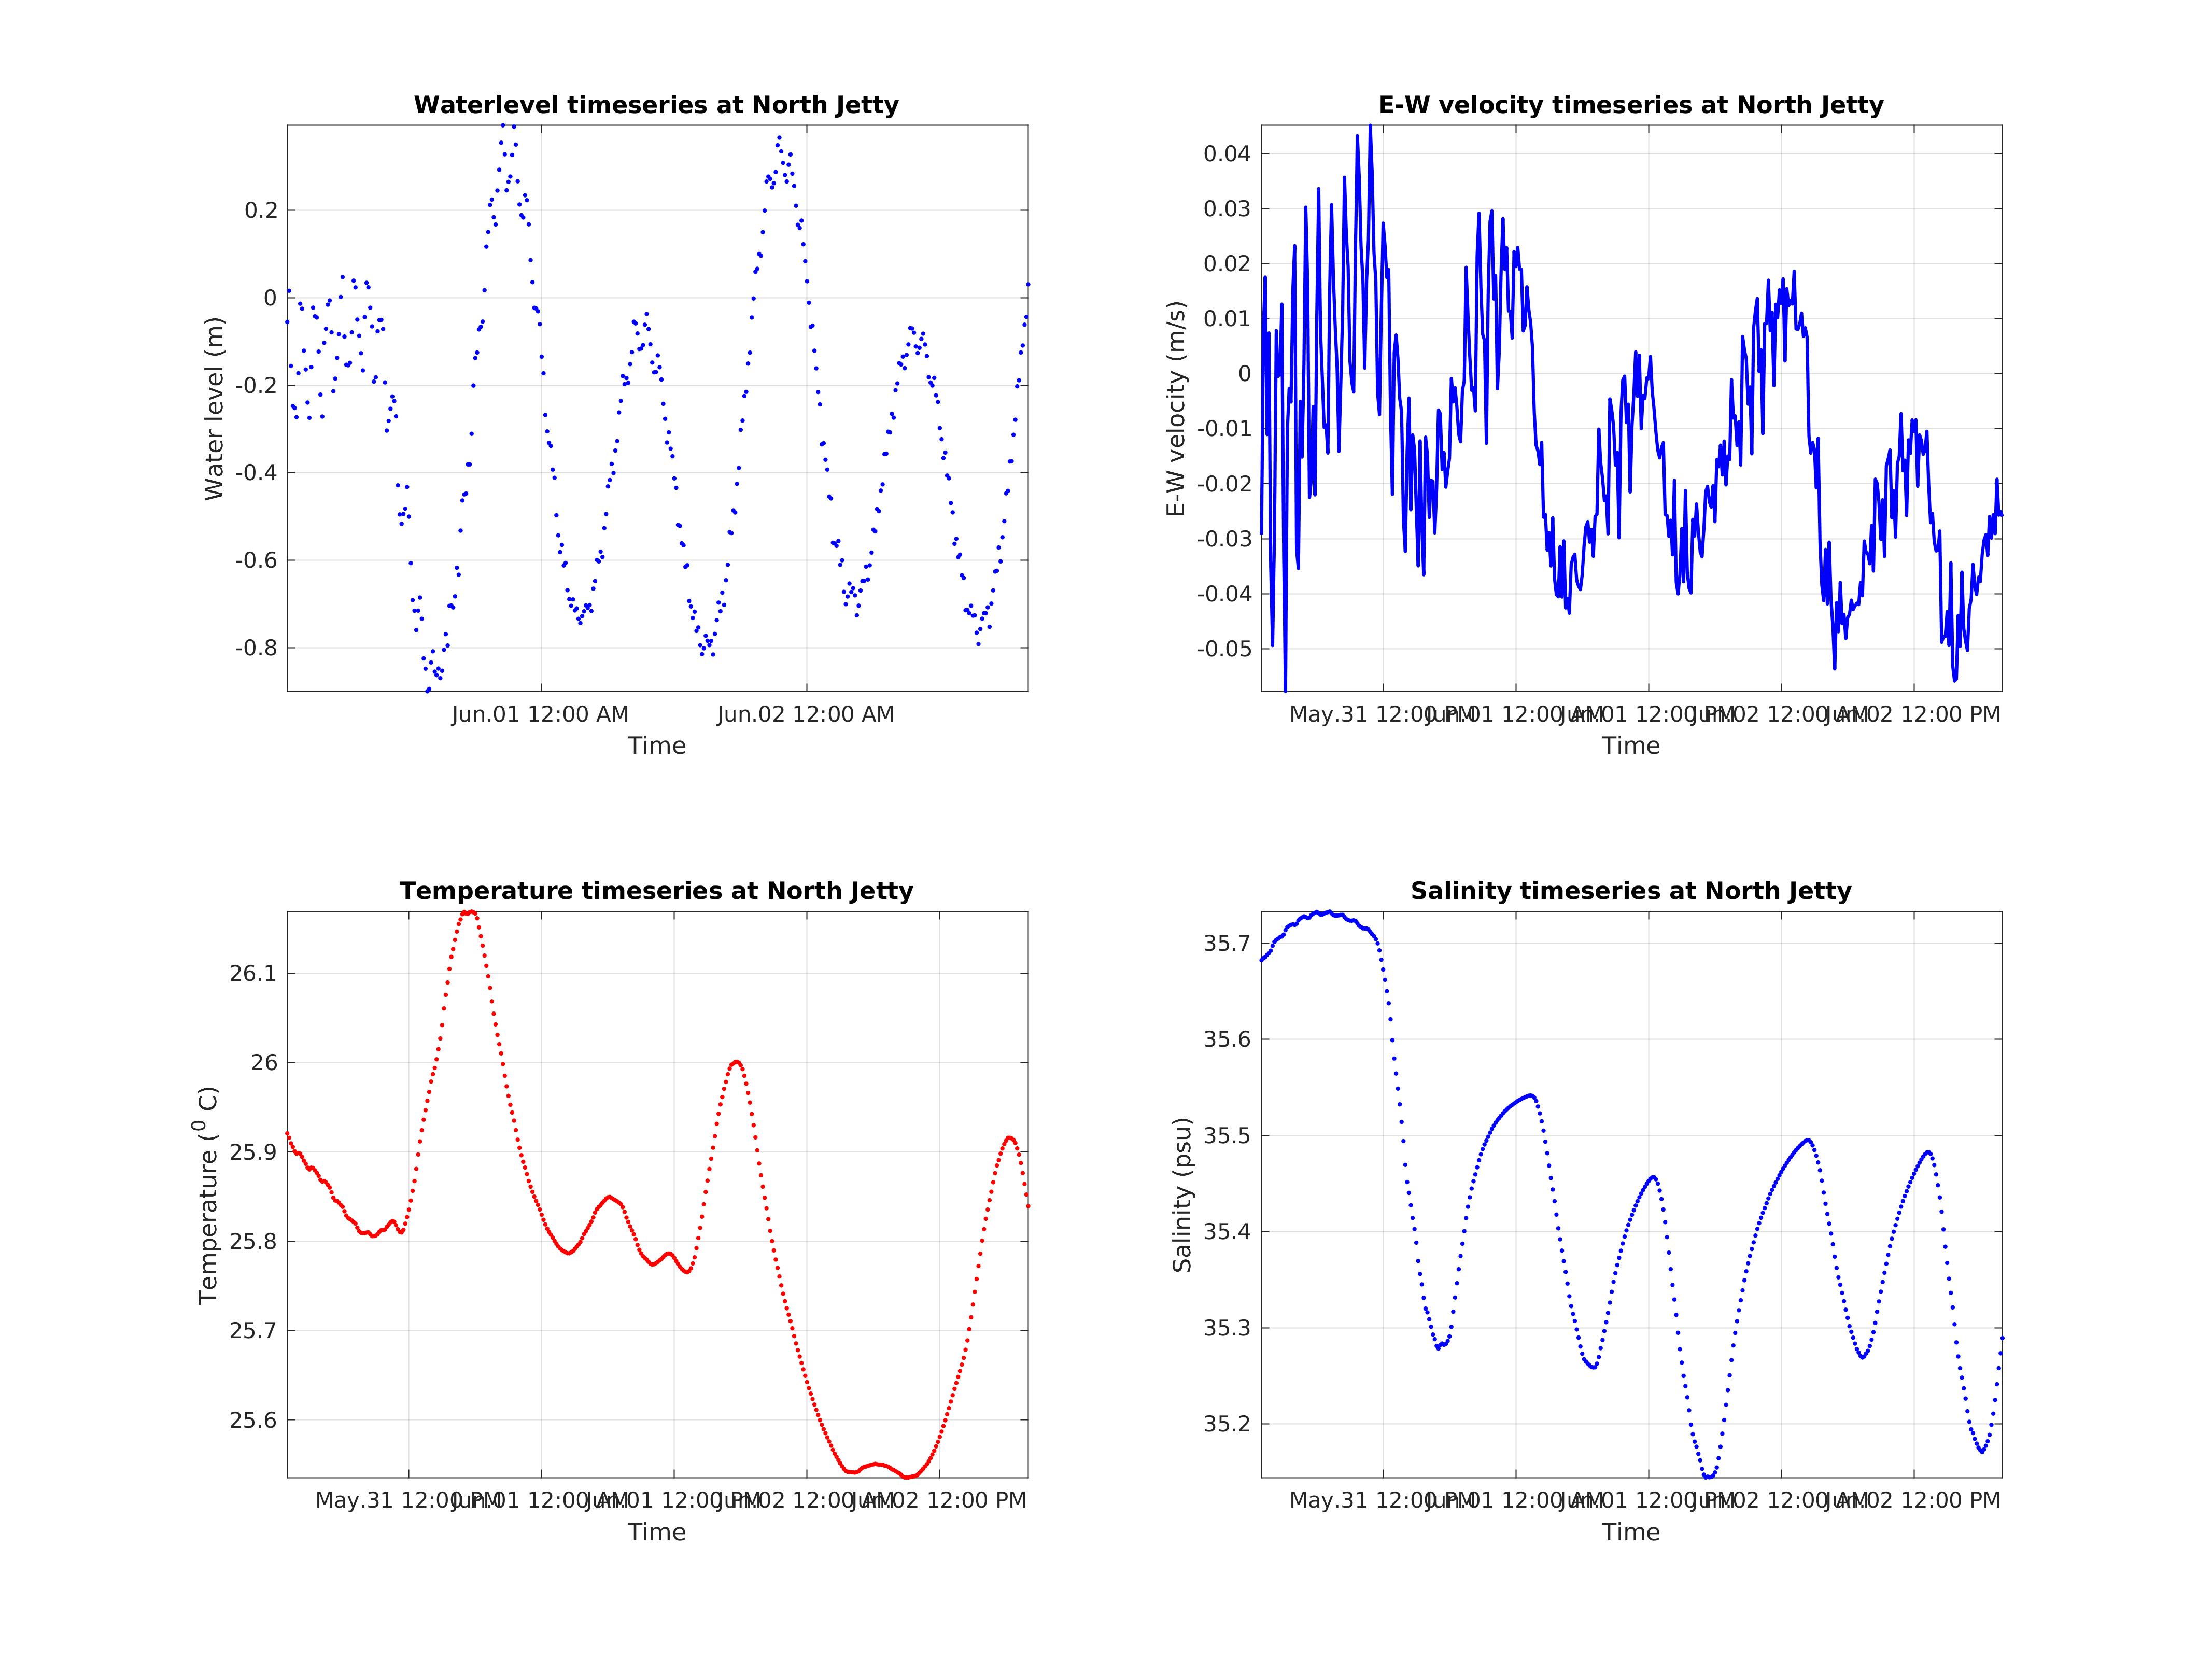 Waterlevel timeseries at North Jetty
0.2
0
-0.2
-0.4
-0.6
-0.8
Water level (m)
Jun.01 12:00 AM
Jun.02 12:00 AM
Time
E-W velocity timeseries at North Jetty
0.04
0.03
0.02
0.01
0
-0.01
-0.02
-0.03
-0.04
-0.05
E-W velocity (m/s)
May.31 12:00 PM
Jun.01 12:00 AM
Jun.01 12:00 PM
Jun.02 12:00 AM
Jun.02 12:00 PM
Time
Temperature timeseries at North Jetty
26.1
26
25.9
25.8
25.7
25.6
Temperature (⁰ C)
May.31 12:00 PM
Jun.01 12:00 AM
Jun.01 12:00 PM
Jun.02 12:00 AM
Jun.02 12:00 PM
Time
Salinity timeseries at North Jetty
35.7
35.6
35.5
35.4
35.3
35.2
Salinity (psu)
May.31 12:00 PM
Jun.01 12:00 AM
Jun.01 12:00 PM
Jun.02 12:00 AM
Jun.02 12:00 PM
Time